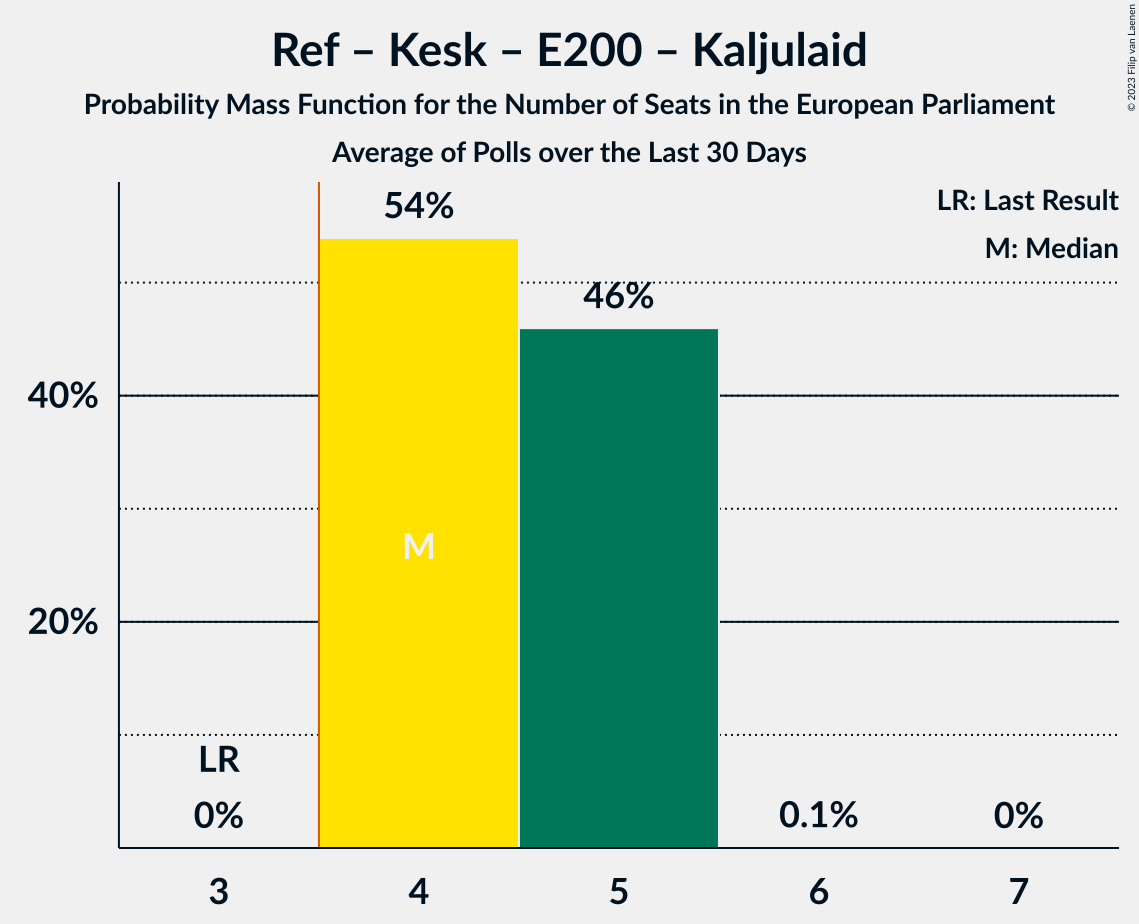 Ref – Kesk – E200 – Kaljulaid
Probability Mass Function for the Number of Seats in the European Parliament
Average of Polls over the Last 30 Days
© 2023 Filip van Laenen
LR: Last Result
M: Median
54%
46%
40%
M
20%
LR
0%
0.1%
0%
3
4
5
6
7